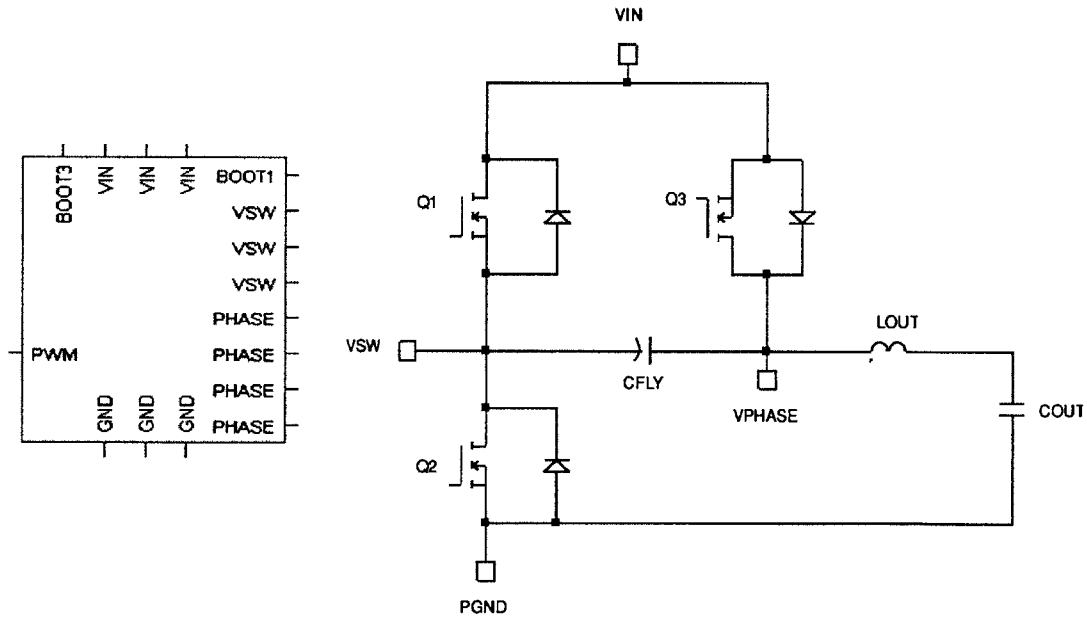 VIN
BOOT3
VIN
VIN
VIN
BOOT1
VSW
VSW
VSW
PHASE
PHASE
PHASE
PHASE
PWM
GND
GND
GND
Q1
Q3
VSW
CFLY
LOUT
VPHASE
COUT
Q2
PGND